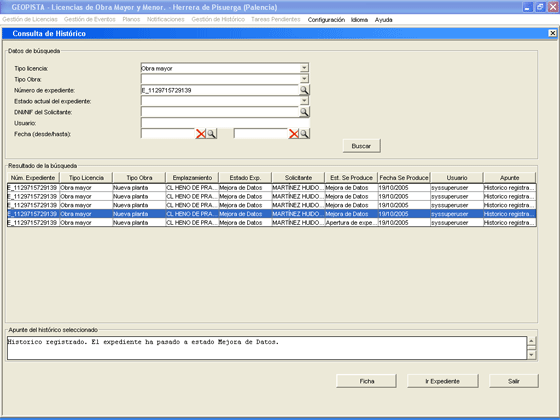 GEOPISTA - Licencias de Obra Mayor y Menor. - Herrera de Pisuerga (Palencia)
Gestión de Licencias Gestión de Eventos Planos Notificaciones Gestión de Histórico Tareas Pendientes Configuración Idioma Ayuda
Consulta de Histórico
Datos de búsqueda
Tipo licencia: Obra mayor
Tipo Obra:
Número de expediente: E_1129715729139
Estado actual del expediente:
DNI/NIF del Solicitante:
Usuario:
Fecha (desde/hasta):
Buscar
Resultado de la búsqueda
Núm. Expediente Tipo Licencia Tipo Obra Emplazamiento Estado Exp. Solicitante Est. Se Produce Fecha Se Produce Usuario Apunte
E_1129715729139 Obra mayor Nueva planta CL HENO DE PRA... Mejora de Datos MARTÍNEZ HUIDO... Mejora de Datos 19/10/2005 syssuperuser Historico registra...
E_1129715729139 Obra mayor Nueva planta CL HENO DE PRA... Mejora de Datos MARTÍNEZ HUIDO... Mejora de Datos 19/10/2005 syssuperuser Historico registra...
E_1129715729139 Obra mayor Nueva planta CL HENO DE PRA... Mejora de Datos MARTÍNEZ HUIDO... Mejora de Datos 19/10/2005 syssuperuser Historico registra...
E_1129715729139 Obra mayor Nueva planta CL HENO DE PRA... Mejora de Datos MARTÍNEZ HUIDO... Mejora de Datos 19/10/2005 syssuperuser Historico registra...
E_1129715729139 Obra mayor Nueva planta CL HENO DE PRA... Mejora de Datos MARTÍNEZ HUIDO... Apertura de expe... 19/10/2005 syssuperuser Historico registra...
Apunte del histórico seleccionado
Historico registrado. El expediente ha pasado a estado Mejora de Datos.
Ficha Ir Expediente Salir